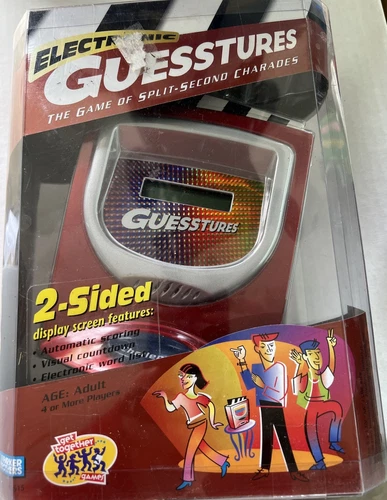 ELECTRONIC
GUESSTURES
THE GAME OF SPLIT-SECOND CHARADES
GUESSTURES
2-Sided
display screen features:
• Automatic scoring
• Visual countdown
• Electronic word
AGE: Adult
4 or More Players
get
together
games